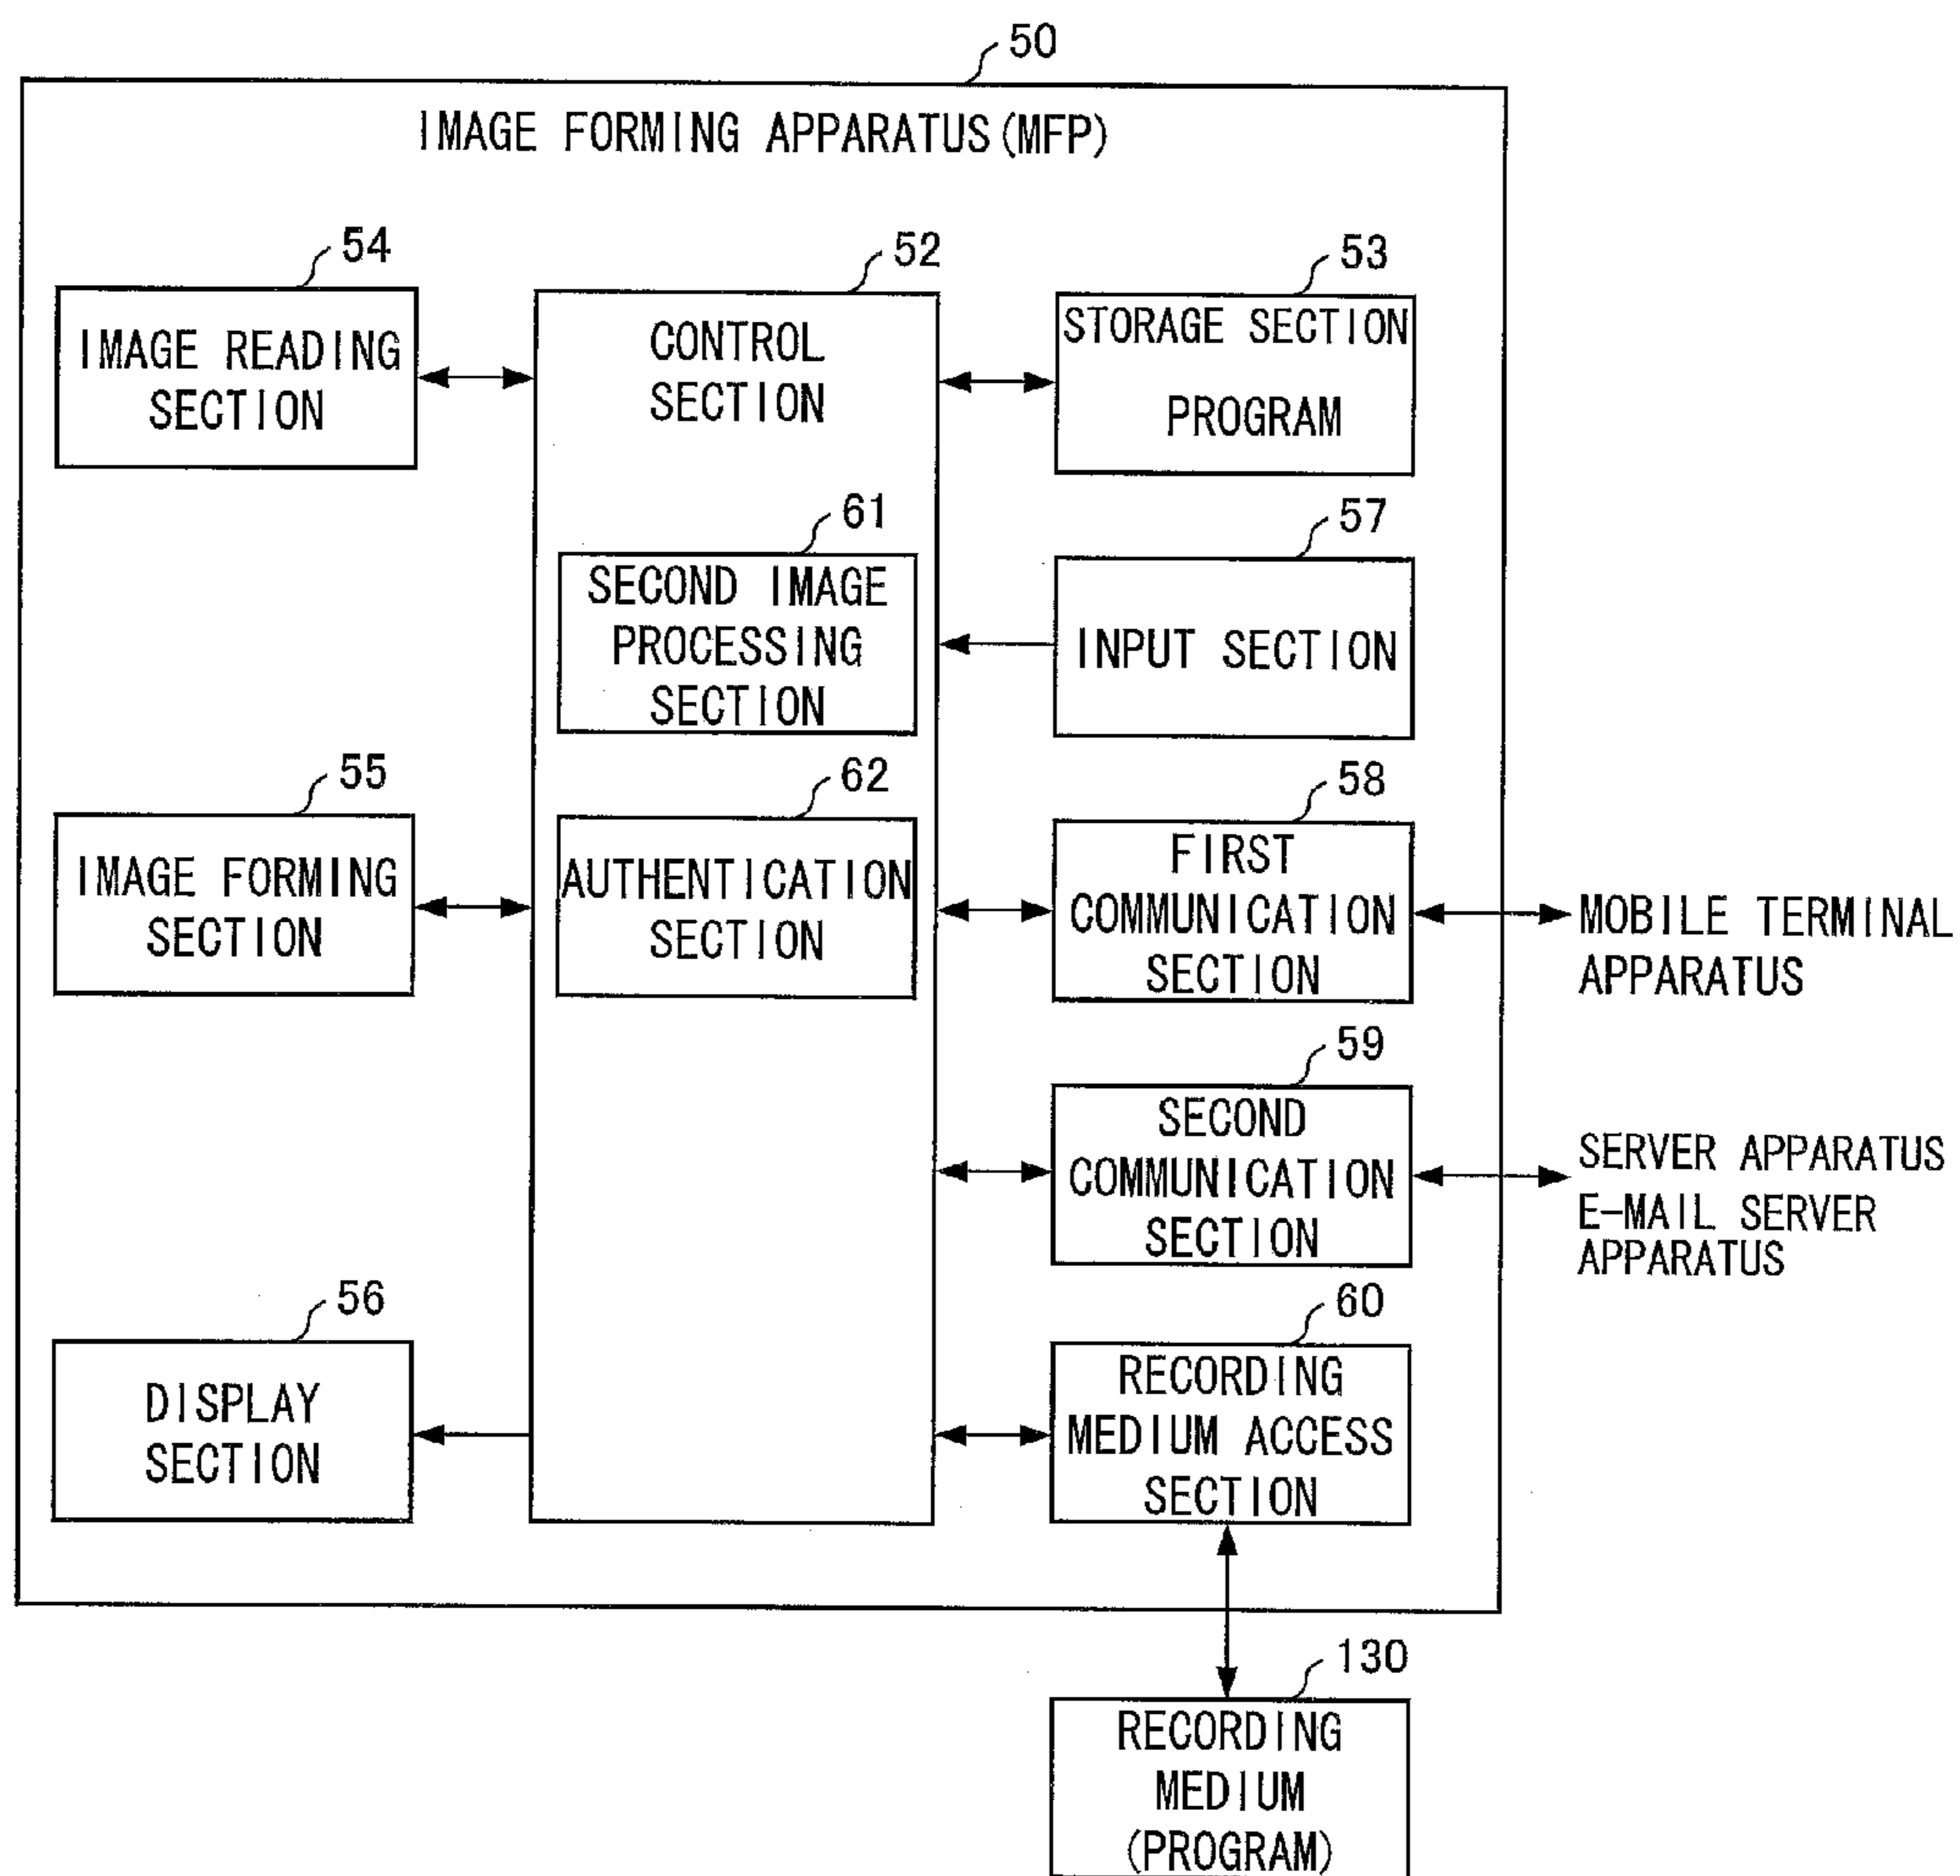 50
IMAGE FORMING APPARATUS(MFP)
54
IMAGE READING
SECTION
52
CONTROL
SECTION
53
STORAGE SECTION
PROGRAM
61
SECOND IMAGE
PROCESSING
SECTION
57
INPUT SECTION
55
IMAGE FORMING
SECTION
62
AUTHENTICATION
SECTION
58
FIRST
COMMUNICATION
SECTION
MOBILE TERMINAL
APPARATUS
59
SECOND
COMMUNICATION
SECTION
SERVER APPARATUS
E-MAIL SERVER
APPARATUS
56
DISPLAY
SECTION
60
RECORDING
MEDIUM ACCESS
SECTION
130
RECORDING
MEDIUM
(PROGRAM)